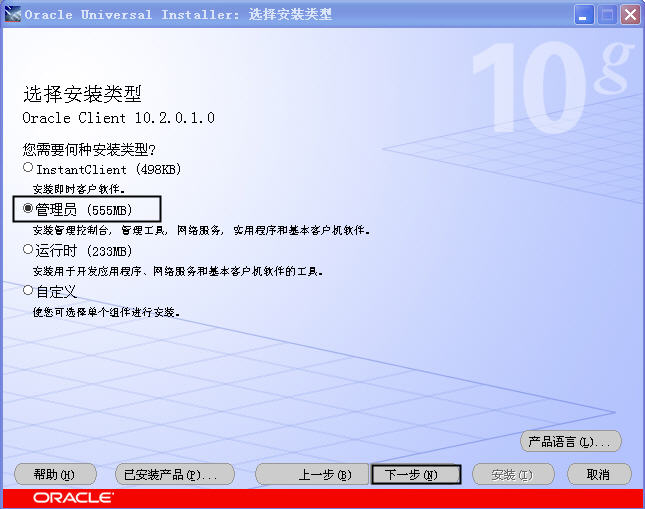 Oracle Universal Installer: 选择安装类型
10g
选择安装类型
Oracle Client 10.2.0.1.0
您需要何种安装类型?
InstantClient (498KB)
安装即时客户软件。
管理员 (555MB)
安装管理控制台, 管理工具, 网络服务, 实用程序和基本客户机软件。
运行时 (233MB)
安装用于开发应用程序、网络服务和基本客户机软件的工具。
自定义
使您可选择单个组件进行安装。
产品语言(L)...
帮助(H) 已安装产品(P)... 上一步(B) 下一步(N) 安装(I) 取消
ORACLE